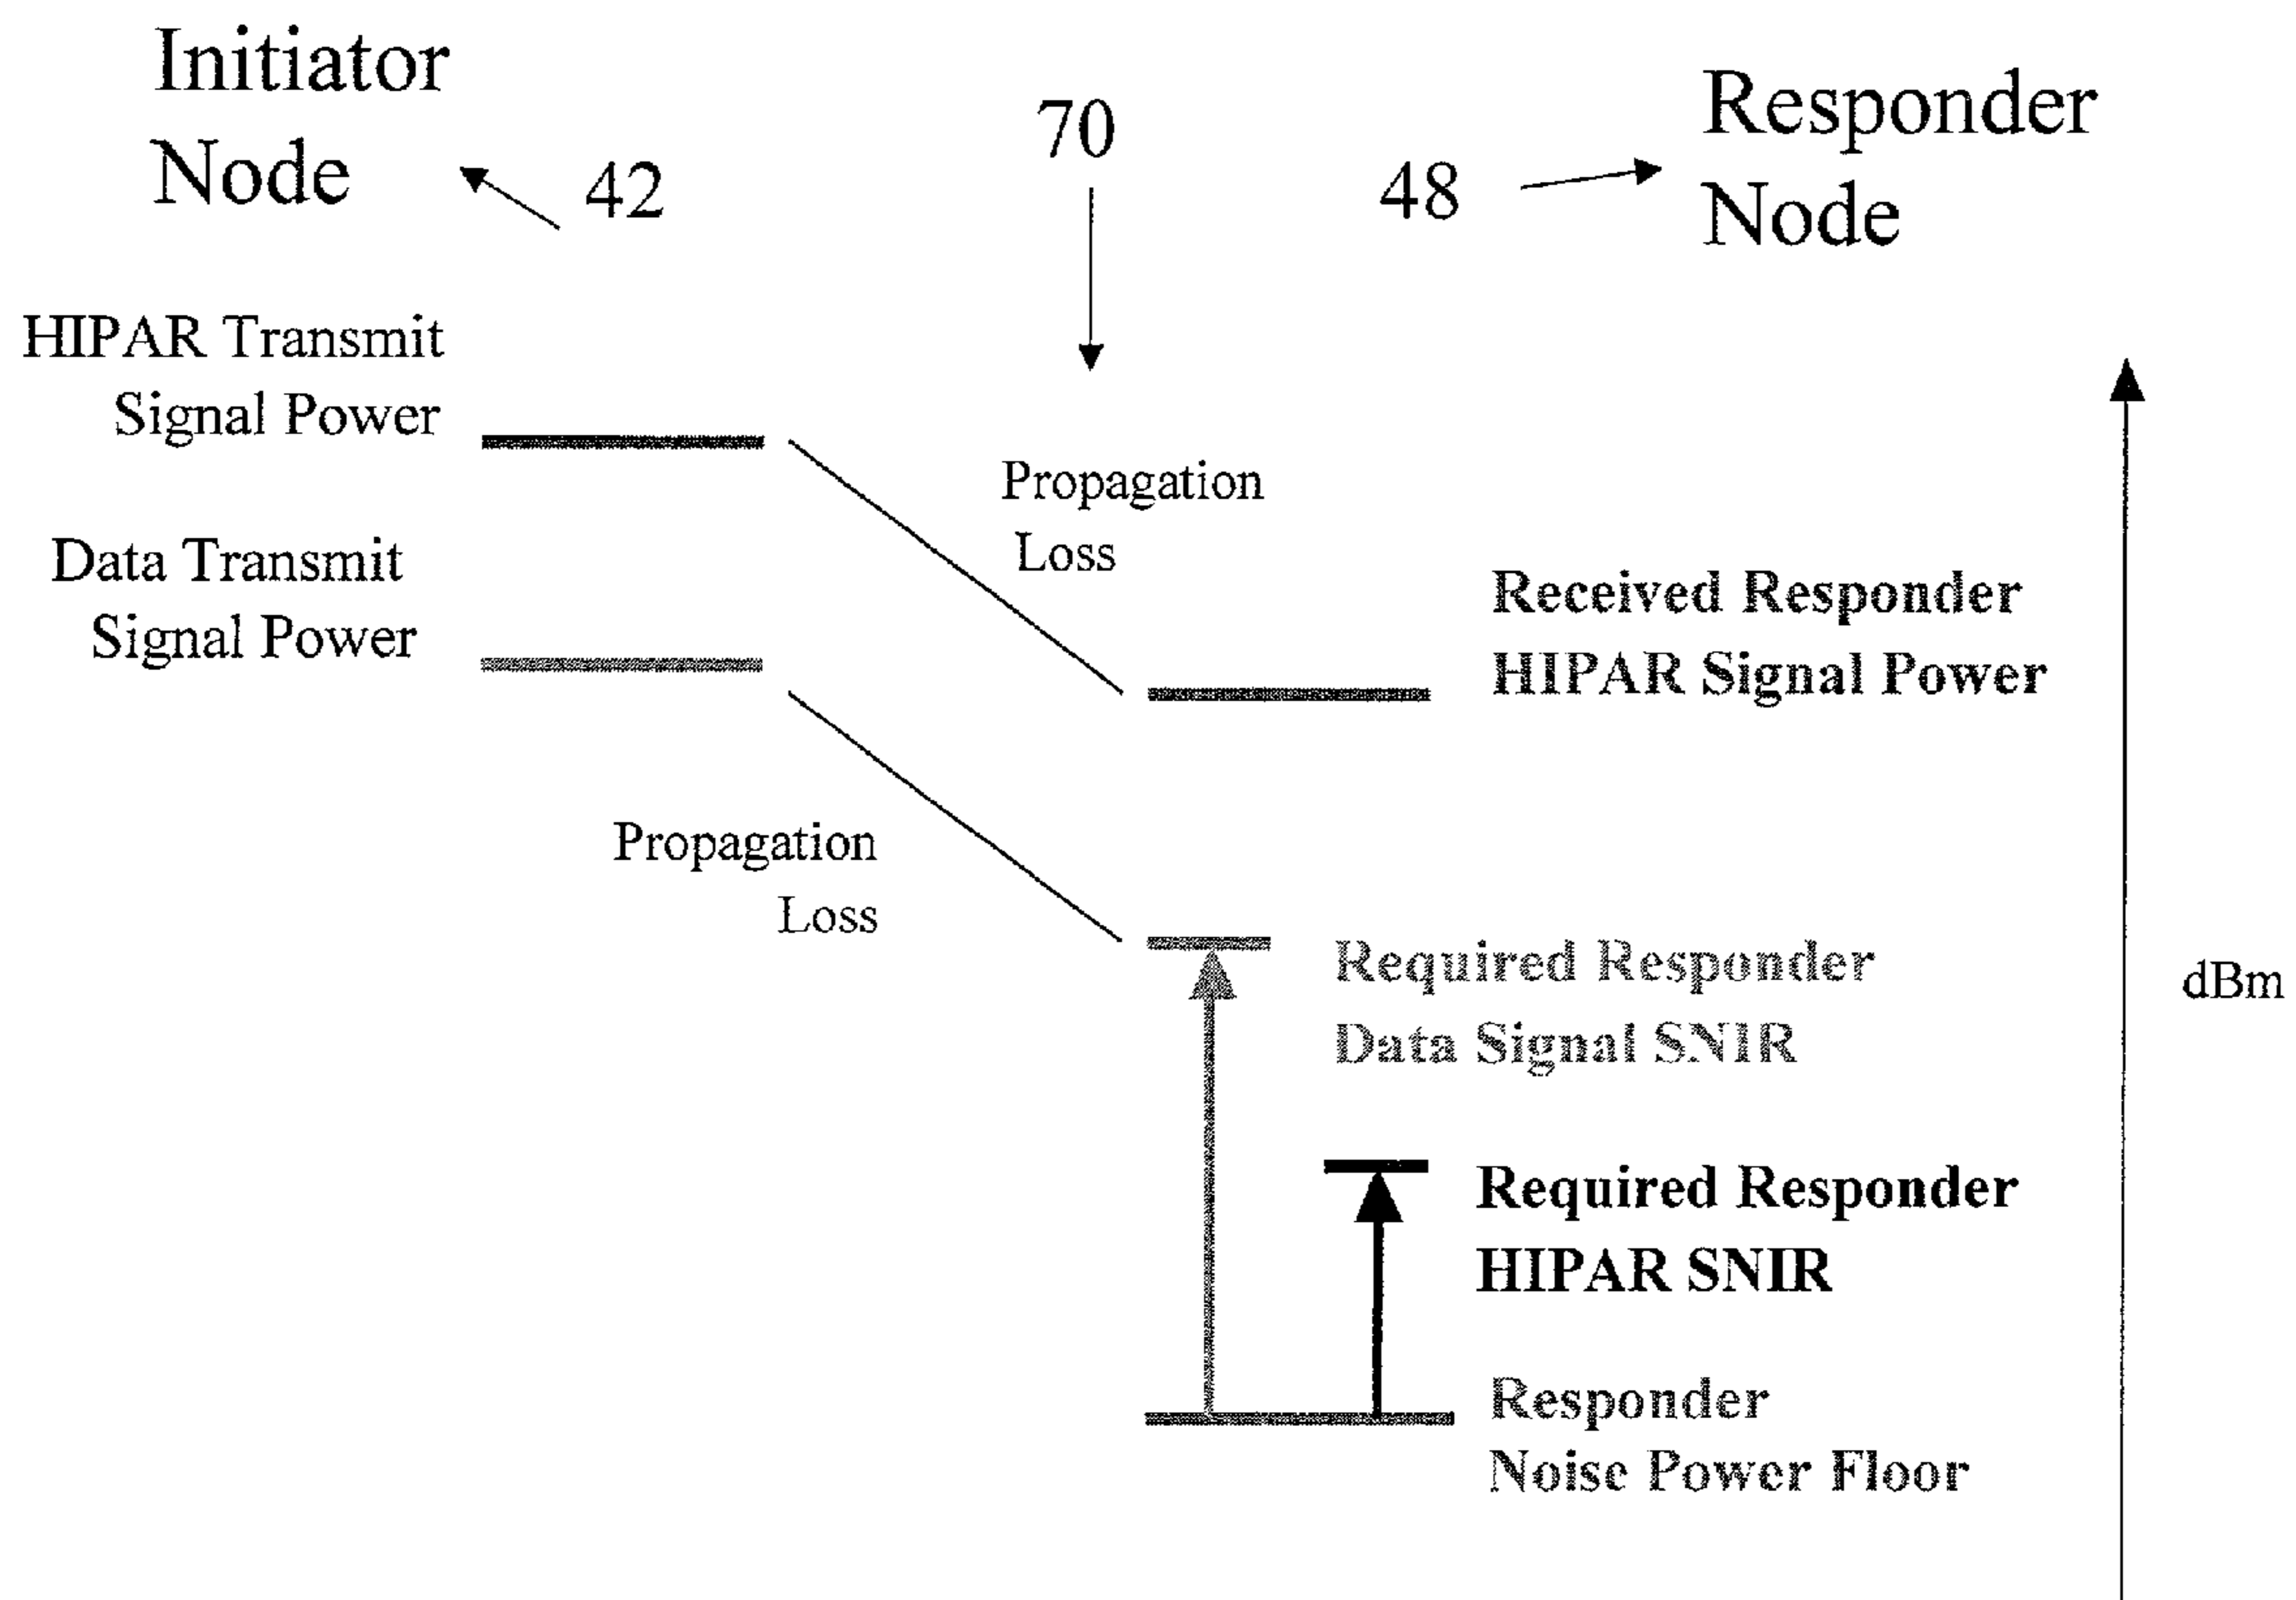 Initiator
Node
42
70
48
Responder
Node
HIPAR Transmit
Signal Power
Data Transmit
Signal Power
Propagation
Loss
Propagation
Loss
Received Responder
HIPAR Signal Power
Required Responder
Data Signal SNIR
dBm
Required Responder
HIPAR SNIR
Responder
Noise Power Floor